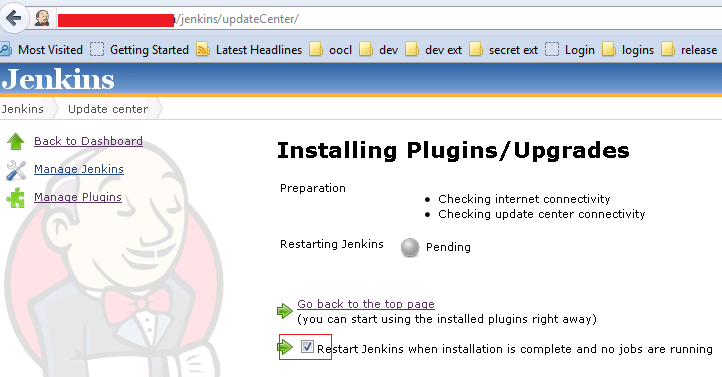 /jenkins/updateCenter/
Most Visited Getting Started Latest Headlines oocl dev dev ext secret ext Login logins release
Jenkins
Jenkins Update center
Back to Dashboard
Manage Jenkins
Manage Plugins
Installing Plugins/Upgrades
Preparation
Checking internet connectivity
Checking update center connectivity
Restarting Jenkins Pending
Go back to the top page
(you can start using the installed plugins right away)
Restart Jenkins when installation is complete and no jobs are running